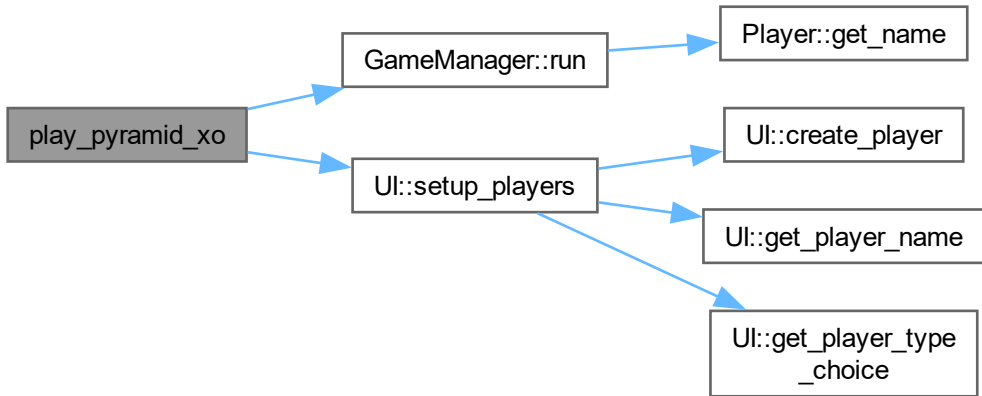 play_pyramid_xo
GameManager::run
Player::get_name
UI::setup_players
UI::create_player
UI::get_player_name
UI::get_player_type
_choice